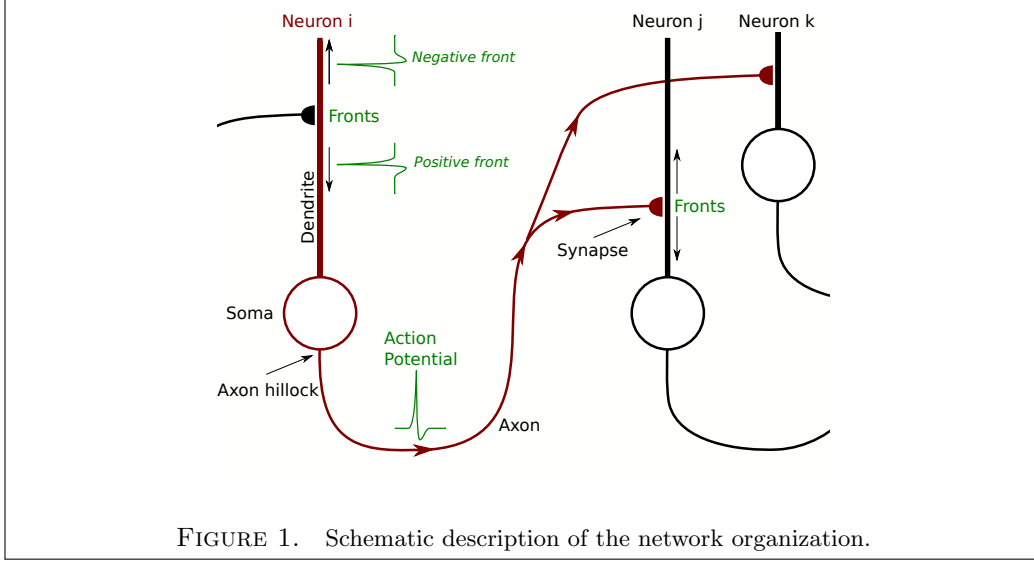 Neuron i
Neuron j
Neuron k
Negative front
Fronts
Positive front
Dendrite
Fronts
Synapse
Soma
Action
Potential
Axon hillock
Axon
FIGURE 1. Schematic description of the network organization.